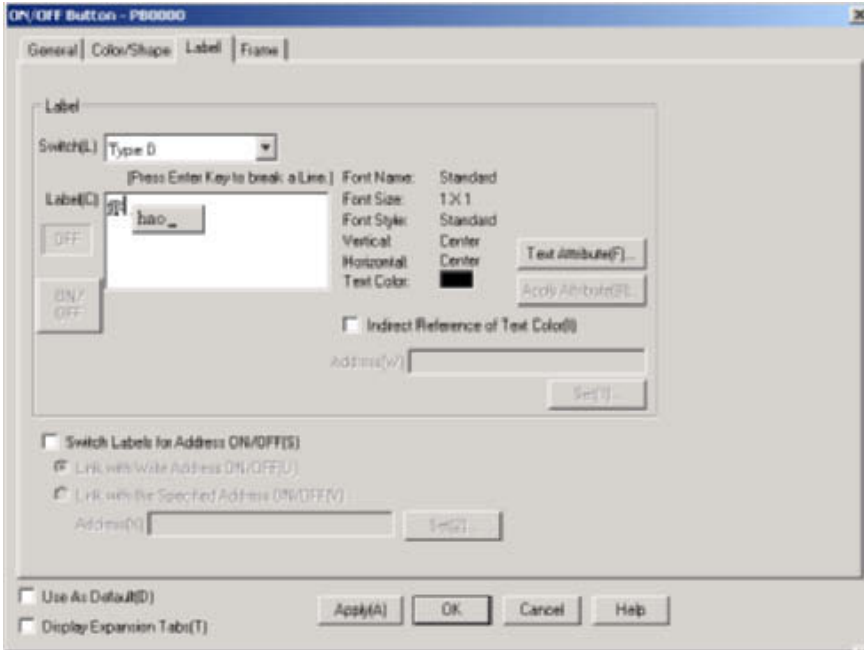 ON/OFF Button - PB0000
General Color/Shape Label Frame
Label
Switch(L) Type 0
(Press Enter Key to break a Line.)
Label(C)
hao_
OFF
ON/
OFF
Font Name: Standard
Font Size: 1 X 1
Font Style: Standard
Vertical: Center
Horizontal: Center
Text Color:
Text Attribute(F)...
Apply Attribute(B)...
Indirect Reference of Text Color(I)
Address(W)
Set(1)...
Switch Labels for Address ON/OFF(S)
Link with Write Address ON/OFF(U)
Link with the Specified Address ON/OFF(V)
Address(X) Set(2)...
Use As Default(D)
Display Expansion Tabs(T)
Apply(A) OK Cancel Help